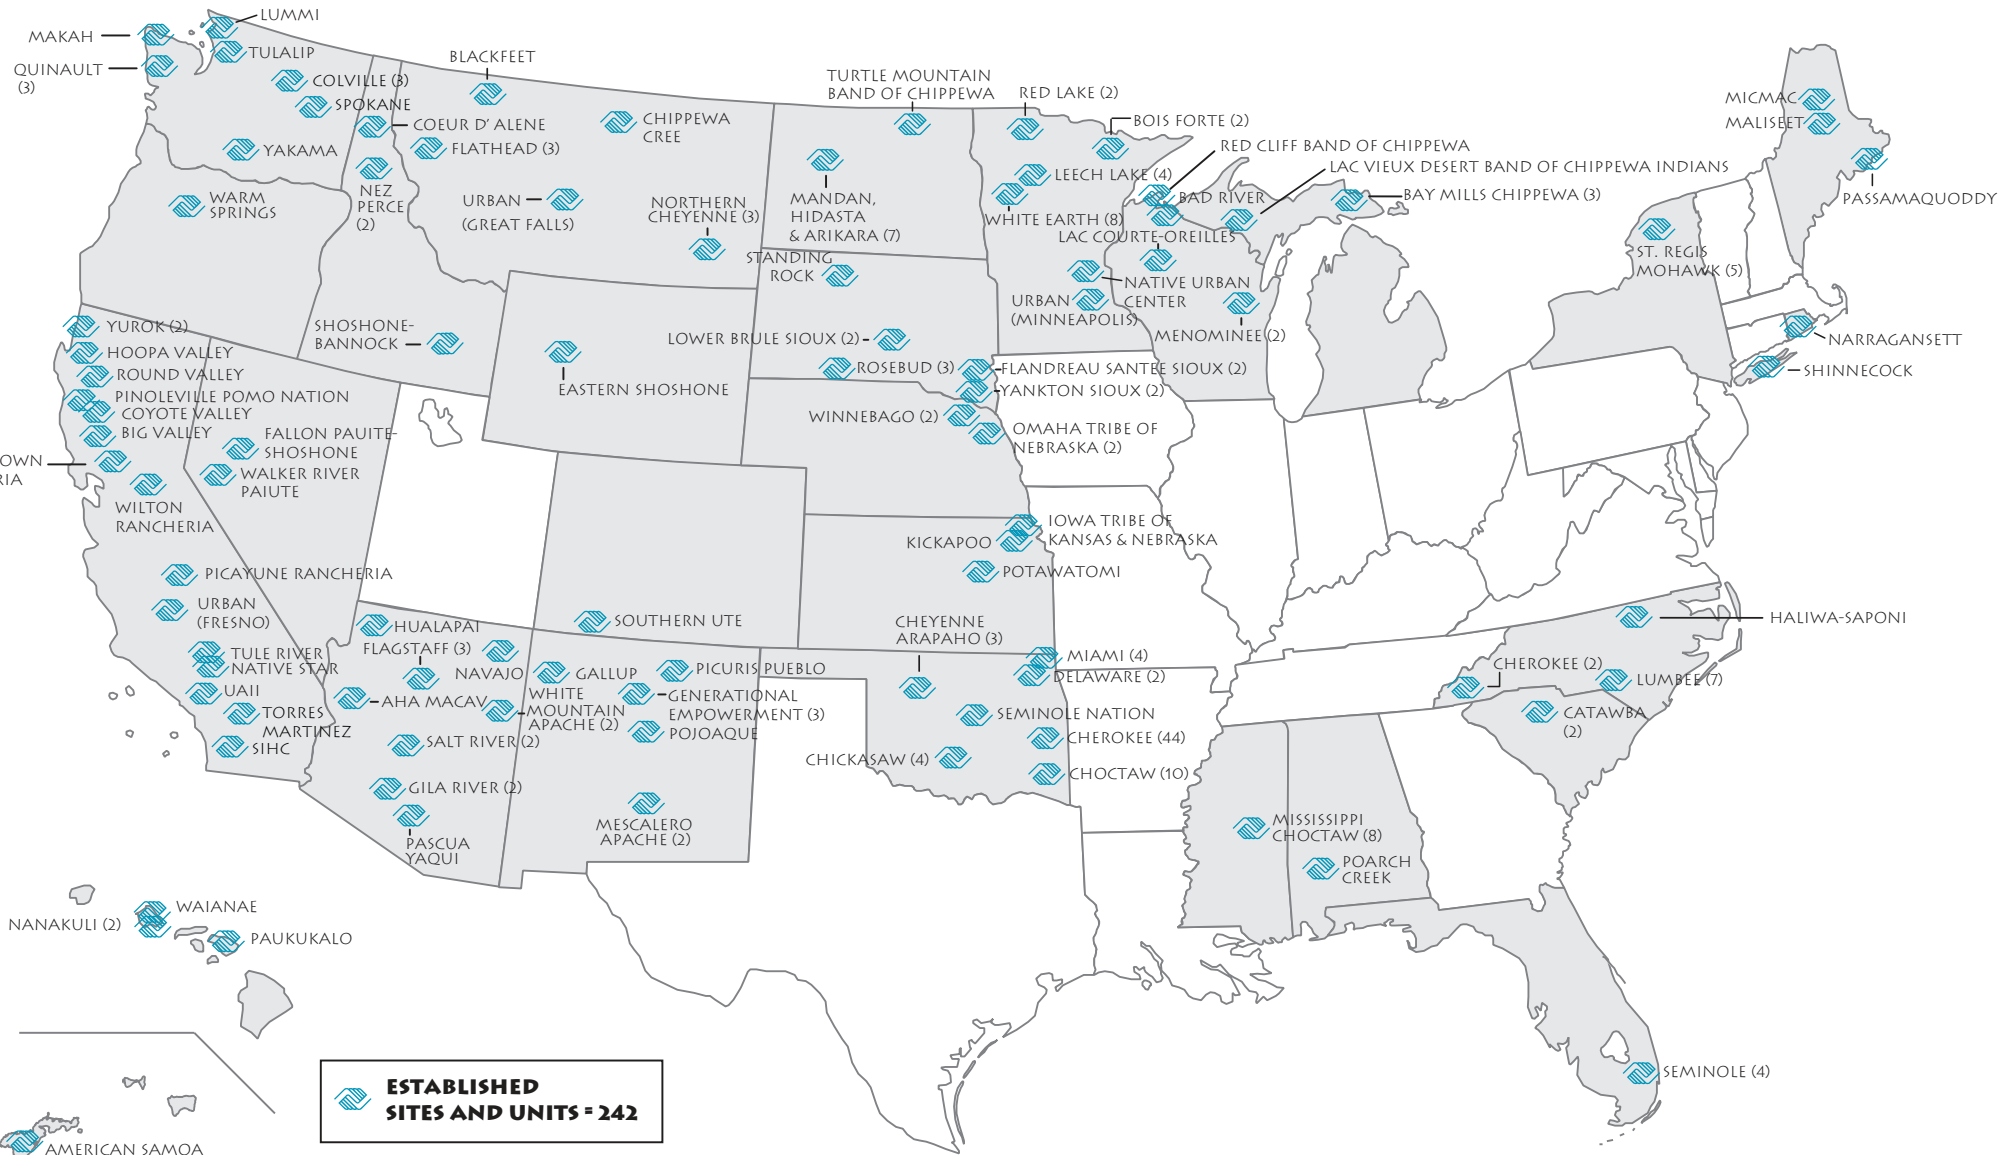 LUMMI
MAKAH
TULALIP
QUINAULT
(3)
COLVILLE (3)
SPOKANE
YAKAMA
WARM
SPRINGS
COEUR D' ALENE
FLATHEAD (3)
NEZ
PERCE
(2)
BLACKFEET
CHIPPEWA
CREE
URBAN
(GREAT FALLS)
NORTHERN
CHEYENNE (3)
TURTLE MOUNTAIN
BAND OF CHIPPEWA
MANDAN,
HIDASTA
& ARIKARA (7)
STANDING
ROCK
RED LAKE (2)
BOIS FORTE (2)
RED CLIFF BAND OF CHIPPEWA
LAC VIEUX DESERT BAND OF CHIPPEWA INDIANS
LEECH LAKE (4)
BAD RIVER
BAY MILLS CHIPPEWA (3)
WHITE EARTH (8)
LAC COURTE-OREILLES
NATIVE URBAN
CENTER
URBAN
(MINNEAPOLIS)
MENOMINEE (2)
MICMAC
MALISEET
PASSAMAQUODDY
ST. REGIS
MOHAWK (5)
NARRAGANSETT
SHINNECOCK
YUROK (2)
HOOPA VALLEY
ROUND VALLEY
PINOLEVILLE POMO NATION
COYOTE VALLEY
BIG VALLEY
OWN
RIA
WILTON
RANCHERIA
SHOSHONE-
BANNOCK
FALLON PAUITE-
SHOSHONE
WALKER RIVER
PAIUTE
EASTERN SHOSHONE
LOWER BRULE SIOUX (2)
ROSEBUD (3)
FLANDREAU SANTEE SIOUX (2)
YANKTON SIOUX (2)
WINNEBAGO (2)
OMAHA TRIBE OF
NEBRASKA (2)
IOWA TRIBE OF
KANSAS & NEBRASKA
KICKAPOO
POTAWATOMI
PICAYUNE RANCHERIA
URBAN
(FRESNO)
TULE RIVER
NATIVE STAR
UAII
TORRES
MARTINEZ
SIHC
HUALAPAI
FLAGSTAFF (3)
NAVAJO
AHA MACAV
WHITE
MOUNTAIN
APACHE (2)
SALT RIVER (2)
GILA RIVER (2)
PASCUA
YAQUI
SOUTHERN UTE
GALLUP
PICURIS PUEBLO
GENERATIONAL
EMPOWERMENT (3)
POJOAQUE
MESCALERO
APACHE (2)
CHEYENNE
ARAPAHO (3)
MIAMI (4)
DELAWARE (2)
SEMINOLE NATION
CHEROKEE (44)
CHICKASAW (4)
CHOCTAW (10)
HALIWA-SAPONI
CHEROKEE (2)
LUMBEE (7)
CATAWBA
(2)
MISSISSIPPI
CHOCTAW (8)
POARCH
CREEK
SEMINOLE (4)
WAIANAE
NANAKULI (2)
PAUKUKALO
AMERICAN SAMOA
ESTABLISHED
SITES AND UNITS = 242